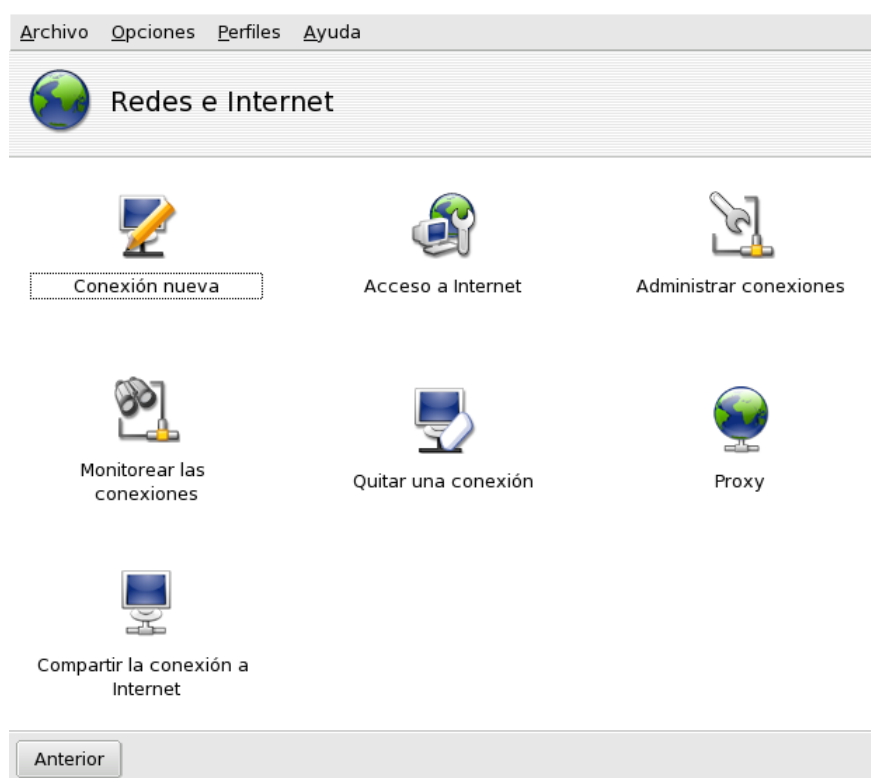 Archivo Opciones Perfiles Ayuda
Redes e Internet
Conexión nueva
Acceso a Internet
Administrar conexiones
Monitorear las
conexiones
Quitar una conexión
Proxy
Compartir la conexión a
Internet
Anterior